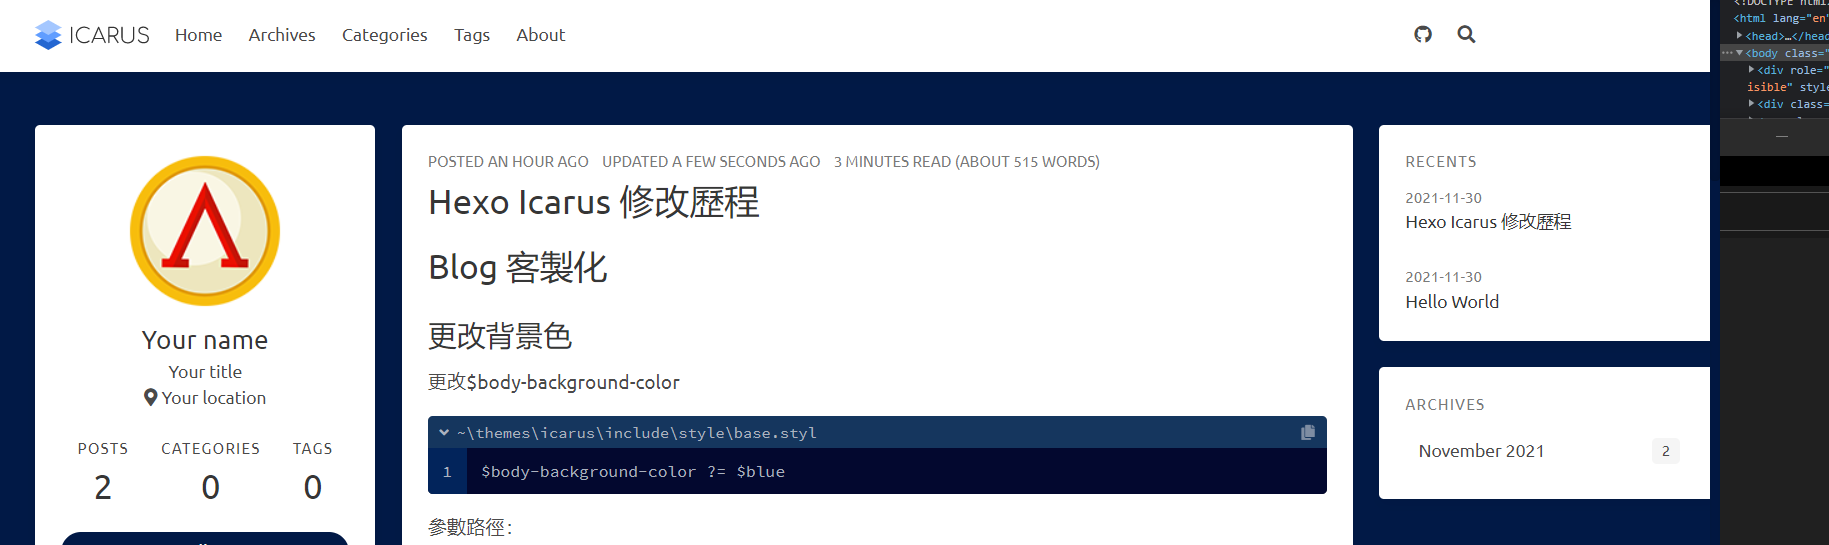 ICARUS Home Archives Categories Tags About
Your name
Your title
Your location
POSTS CATEGORIES TAGS
2 0 0
POSTED AN HOUR AGO UPDATED A FEW SECONDS AGO 3 MINUTES READ (ABOUT 515 WORDS)
Hexo Icarus 修改歷程
Blog 客製化
更改背景色
更改$body-background-color
~\themes\icarus\include\style\base.styl
1 $body-background-color ?= $blue
參數路徑：
RECENTS
2021-11-30
Hexo Icarus 修改歷程
2021-11-30
Hello World
ARCHIVES
November 2021 2
<html lang="en"
<head>…</head
<body class="
<div role="
isible" style
<div class=